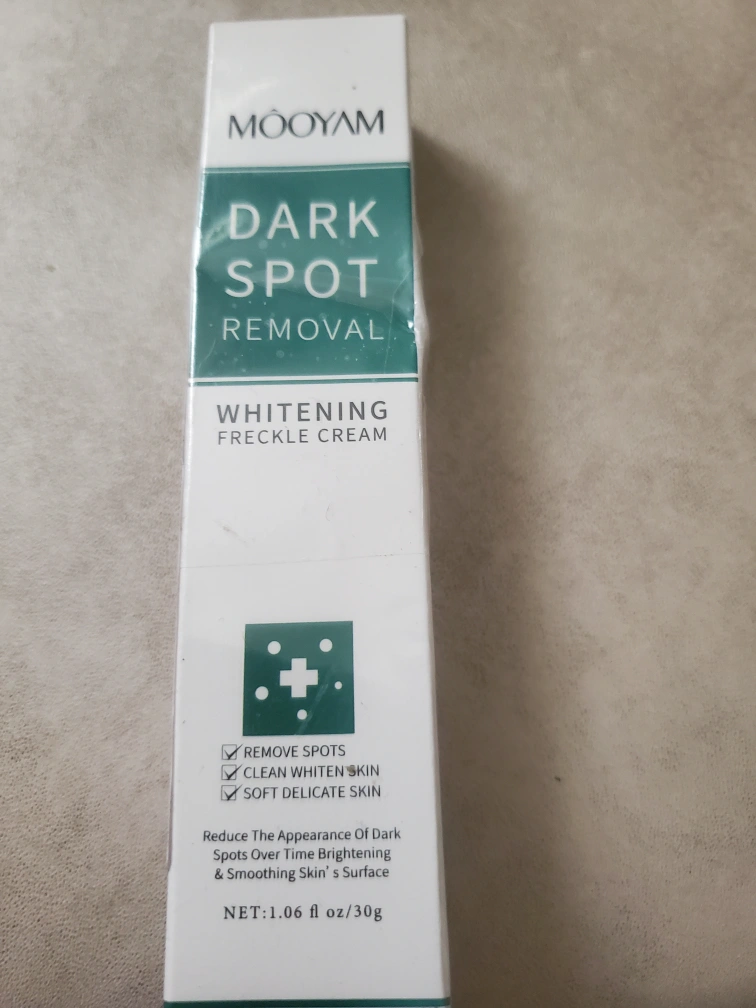 MÔOYAM
DARK
SPOT
REMOVAL
WHITENING
FRECKLE CREAM
REMOVE SPOTS
CLEAN WHITEN SKIN
SOFT DELICATE SKIN
Reduce The Appearance Of Dark
Spots Over Time Brightening
& Smoothing Skin's Surface
NET:1.06 fl oz/30g